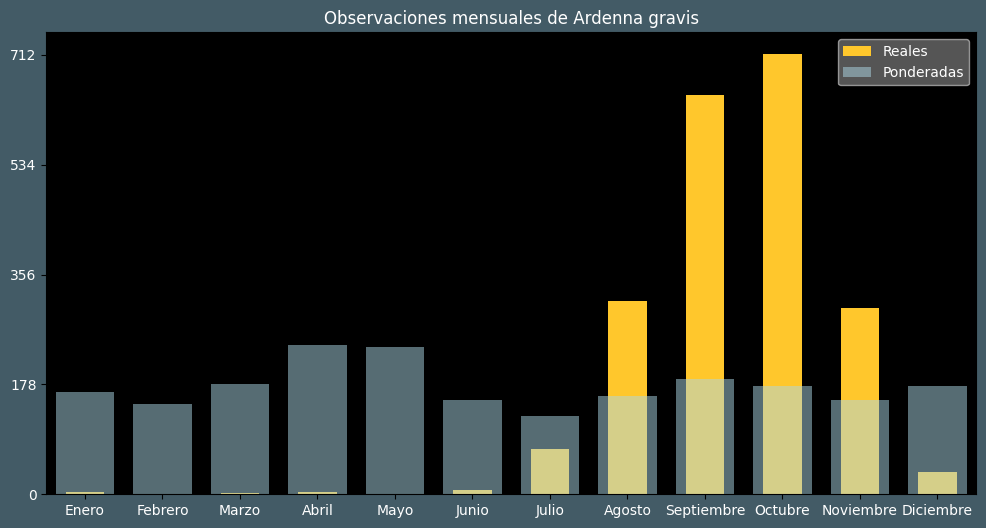 Observaciones mensuales de Ardenna gravis
Reales
Ponderadas
712
534
356
178
0
Enero Febrero Marzo Abril Mayo Junio Julio Agosto Septiembre Octubre Noviembre Diciembre